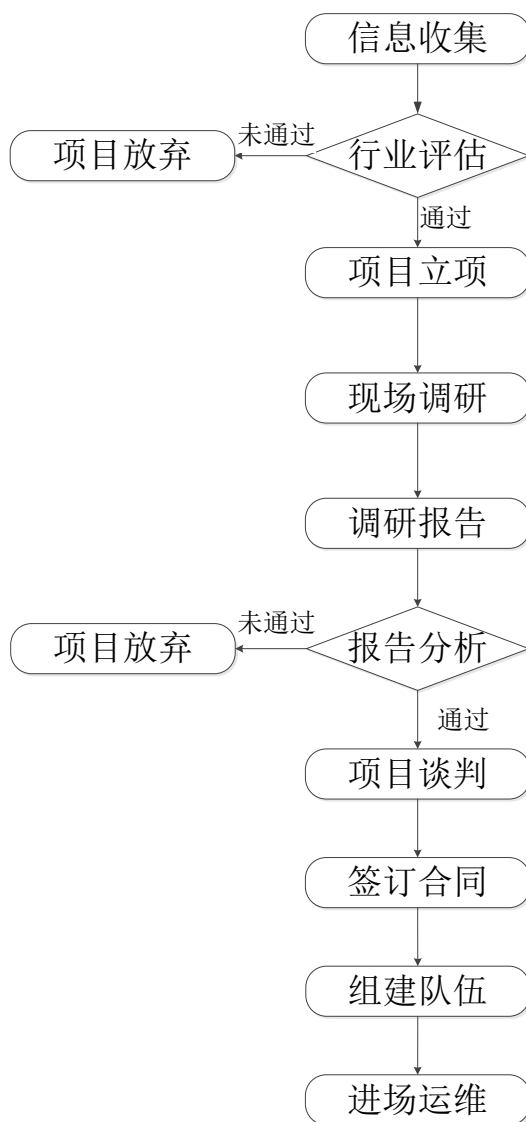 信息收集
未通过
项目放弃
行业评估
通过
项目立项
现场调研
调研报告
未通过
项目放弃
报告分析
通过
项目谈判
签订合同
组建队伍
进场运维